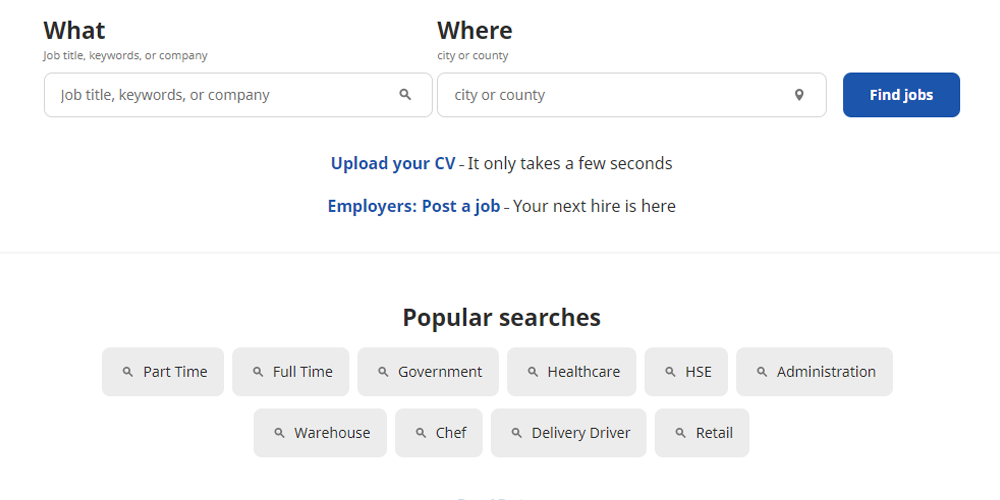 What
Where
Job title, keywords, or company
city or county
Job title, keywords, or company
city or county
Find jobs
Upload your CV - It only takes a few seconds
Employers: Post a job - Your next hire is here
Popular searches
Part Time
Full Time
Government
Healthcare
HSE
Administration
Warehouse
Chef
Delivery Driver
Retail